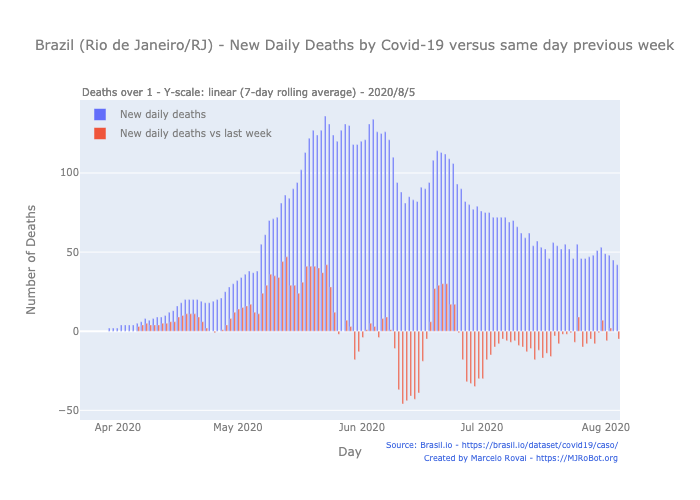 Brazil (Rio de Janeiro/RJ) - New Daily Deaths by Covid-19 versus same day previous week
Deaths over 1 - Y-scale: linear (7-day rolling average) - 2020/8/5
New daily deaths
New daily deaths vs last week
Number of Deaths
100
50
0
−50
Apr 2020
May 2020
Jun 2020
Jul 2020
Aug 2020
Day
Source: Brasil.io - https://brasil.io/dataset/covid19/caso/
Created by Marcelo Rovai - https://MJRoBot.org